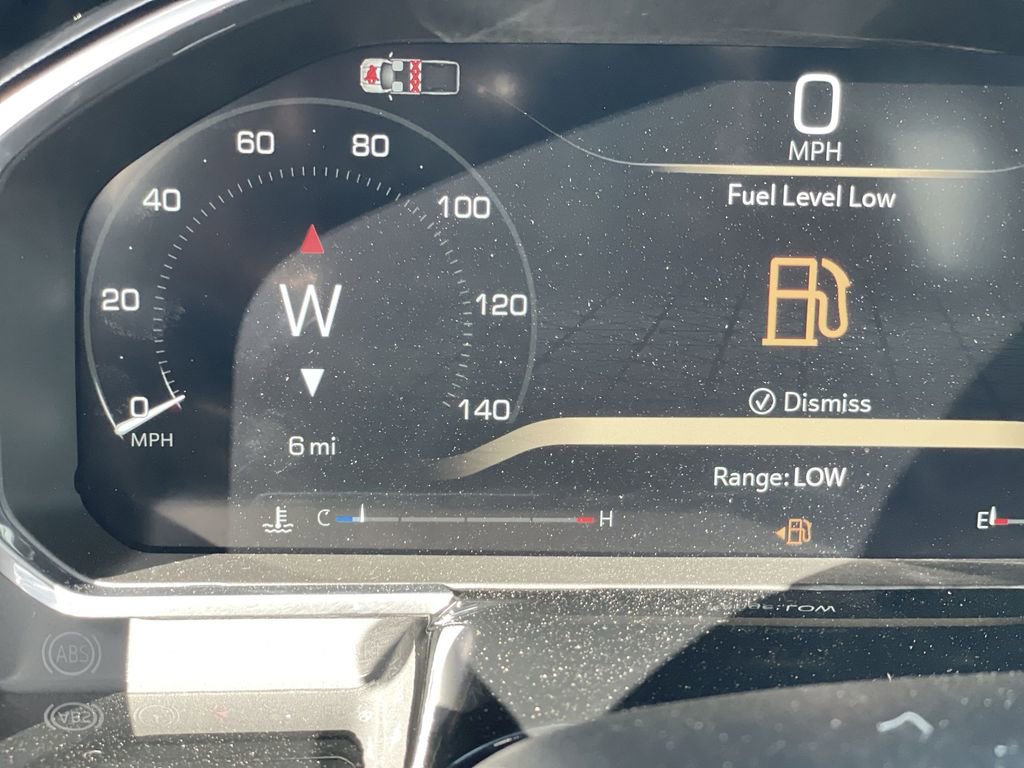 0
MPH
Fuel Level Low
60
80
40
100
20
W
120
0
140
MPH
6 mi
Dismiss
Range: LOW
C
H
E
ABS